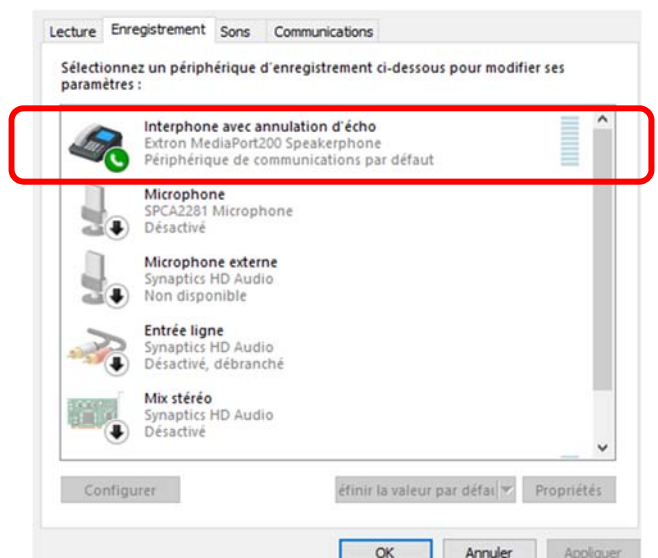 Lecture Enregistrement Sons Communications
Sélectionnez un périphérique d'enregistrement ci-dessous pour modifier ses
paramètres :
Interphone avec annulation d'écho
Extron MediaPort200 Speakerphone
Périphérique de communications par défaut
Microphone
SPCA2281 Microphone
Désactivé
Microphone externe
Synaptics HD Audio
Non disponible
Entrée ligne
Synaptics HD Audio
Désactivé, débranché
Mix stéréo
Synaptics HD Audio
Désactivé
Configurer éfinir la valeur par défau Propriétés
OK Annuler Appliquer